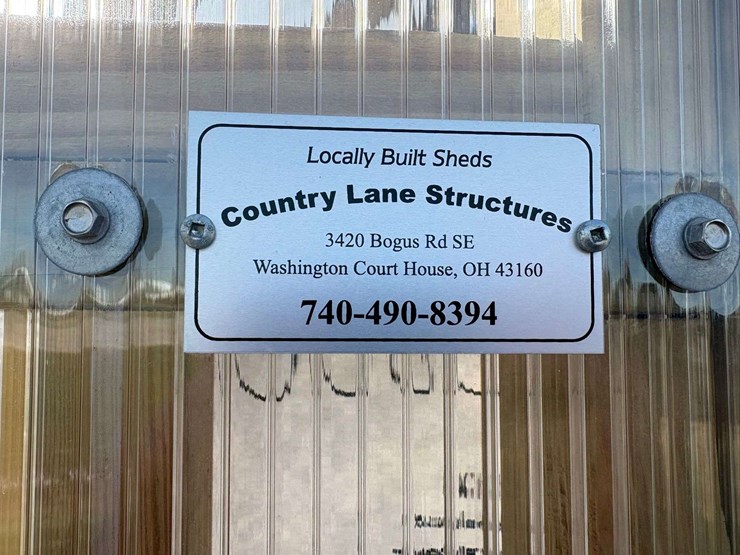 Locally Built Sheds
Country Lane Structures
3420 Bogus Rd SE
Washington Court House, OH 43160
740-490-8394